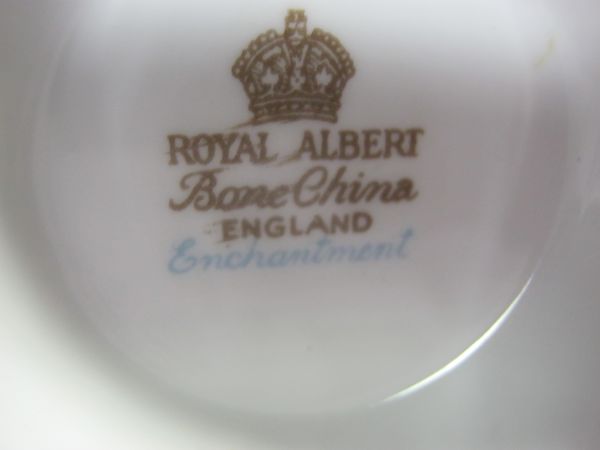 ROYAL ALBERT
Bone China
ENGLAND
Enchantment